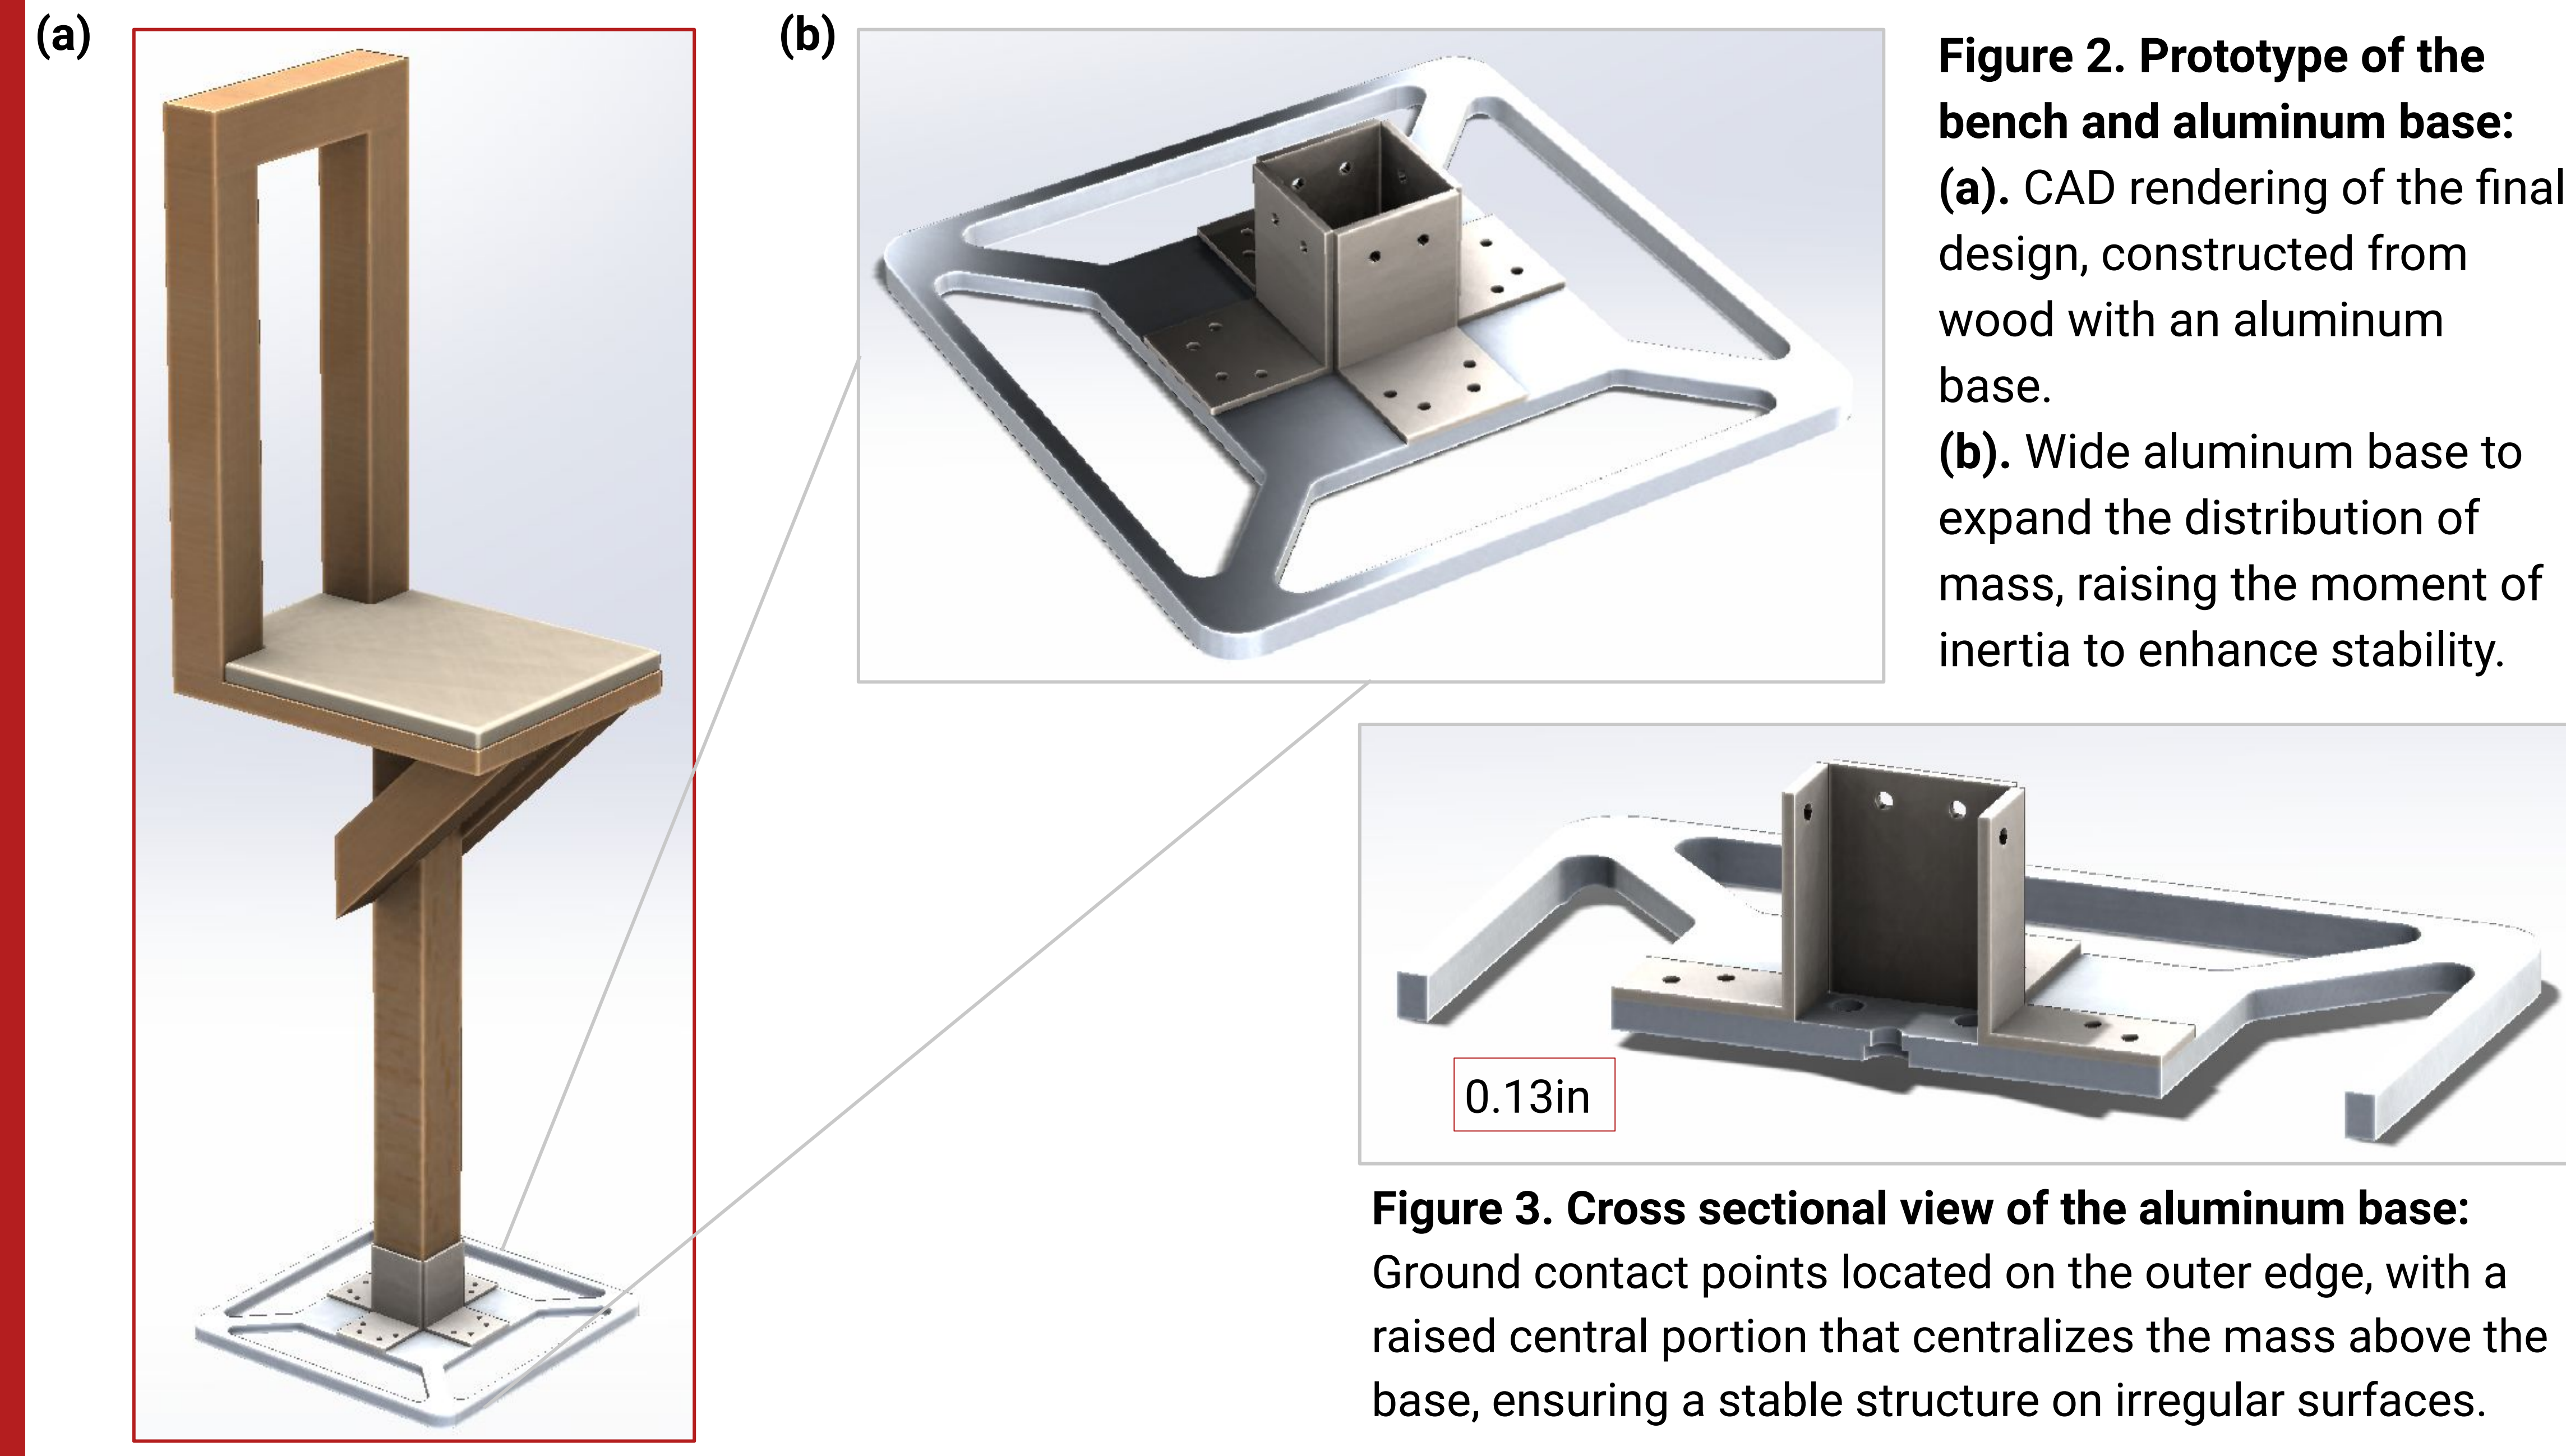 (a)
(b)
Figure 2. Prototype of the
bench and aluminum base:
(a). CAD rendering of the final
design, constructed from
wood with an aluminum
base.
(b). Wide aluminum base to
expand the distribution of
mass, raising the moment of
inertia to enhance stability.
0.13in
Figure 3. Cross sectional view of the aluminum base:
Ground contact points located on the outer edge, with a
raised central portion that centralizes the mass above the
base, ensuring a stable structure on irregular surfaces.